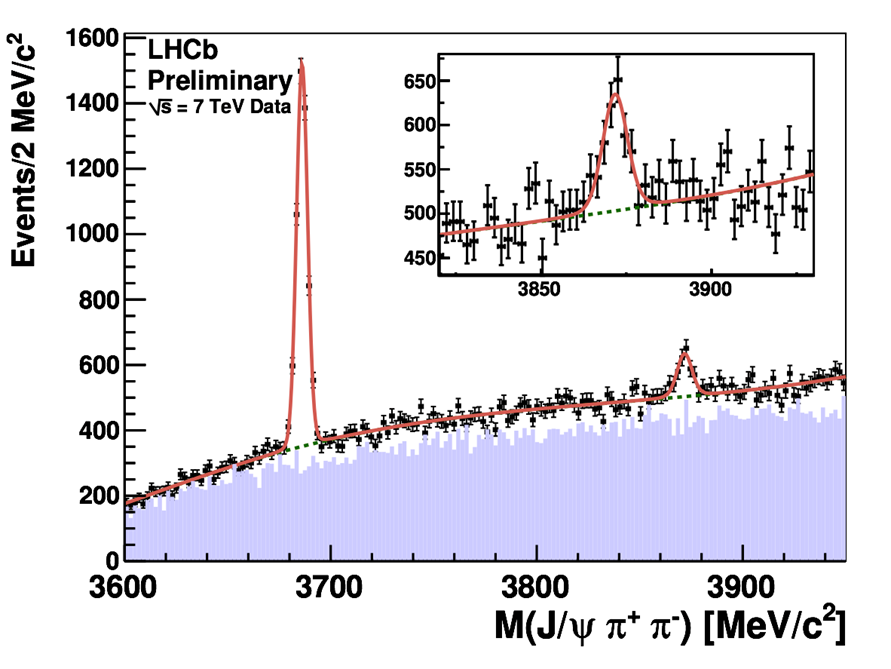 Events/2 MeV/c²
1600
1400
1200
1000
800
600
400
200
0
LHCb
Preliminary
√s = 7 TeV Data
650
600
550
500
450
3850 3900
3600 3700 3800 3900
M(J/ψ π⁺ π⁻) [MeV/c²]